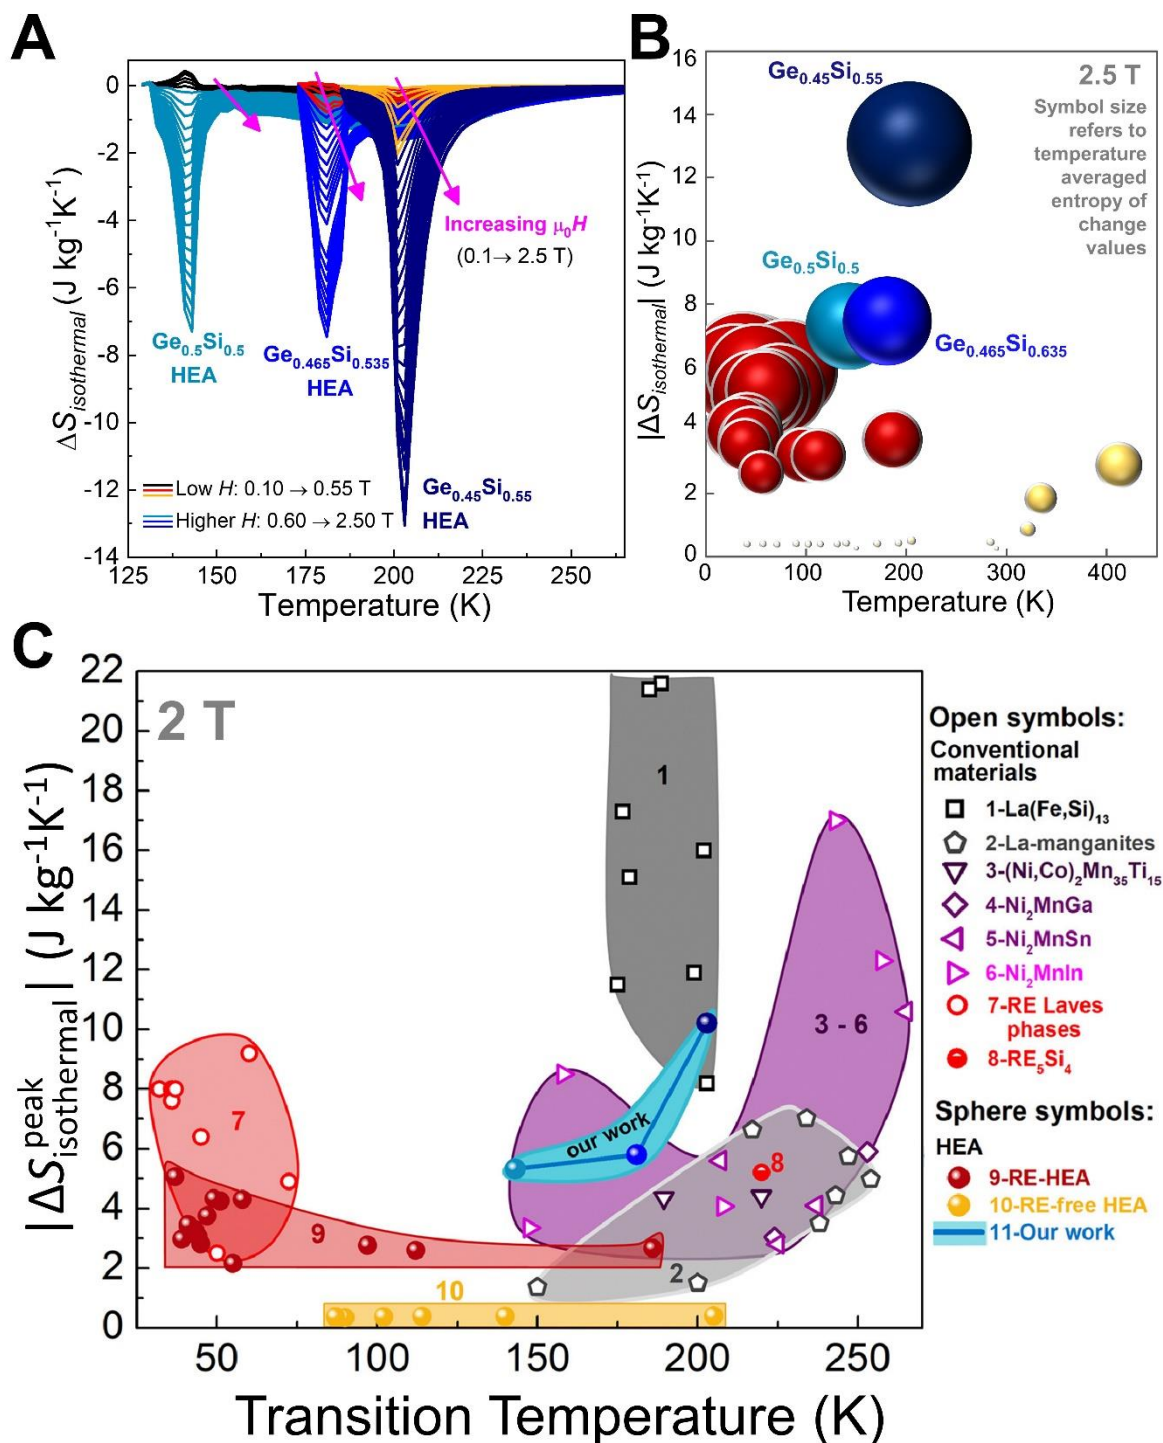 A
0
-2
-4
-6
-8
-10
-12
-14
ΔS_isothermal (J kg⁻¹K⁻¹)
125 150 175 200 225 250
Temperature (K)
Increasing μ₀H
(0.1→ 2.5 T)
Ge₀.₅Si₀.₅
HEA
Ge₀.₄₆₅Si₀.₅₃₅
HEA
Ge₀.₄₅Si₀.₅₅
HEA
Low H: 0.10 → 0.55 T
Higher H: 0.60 → 2.50 T
B
16
14
12
10
8
6
4
2
0
|ΔS_isothermal| (J kg⁻¹K⁻¹)
0 100 200 300 400
Temperature (K)
Ge₀.₄₅Si₀.₅₅
2.5 T
Symbol size
refers to
temperature
averaged
entropy of
change
values
Ge₀.₅Si₀.₅
Ge₀.₄₆₅Si₀.₆₃₅
C
22
20
18
16
14
12
10
8
6
4
2
0
|ΔS^peak_isothermal| (J kg⁻¹K⁻¹)
50 100 150 200 250
Transition Temperature (K)
2 T
1
3 - 6
7
our work
8
9
2
10
Open symbols:
Conventional
materials
1-La(Fe,Si)₁₃
2-La-manganites
3-(Ni,Co)₂Mn₃₅Ti₁₅
4-Ni₂MnGa
5-Ni₂MnSn
6-Ni₂MnIn
7-RE Laves
phases
8-RE₅Si₄
Sphere symbols:
HEA
9-RE-HEA
10-RE-free HEA
11-Our work